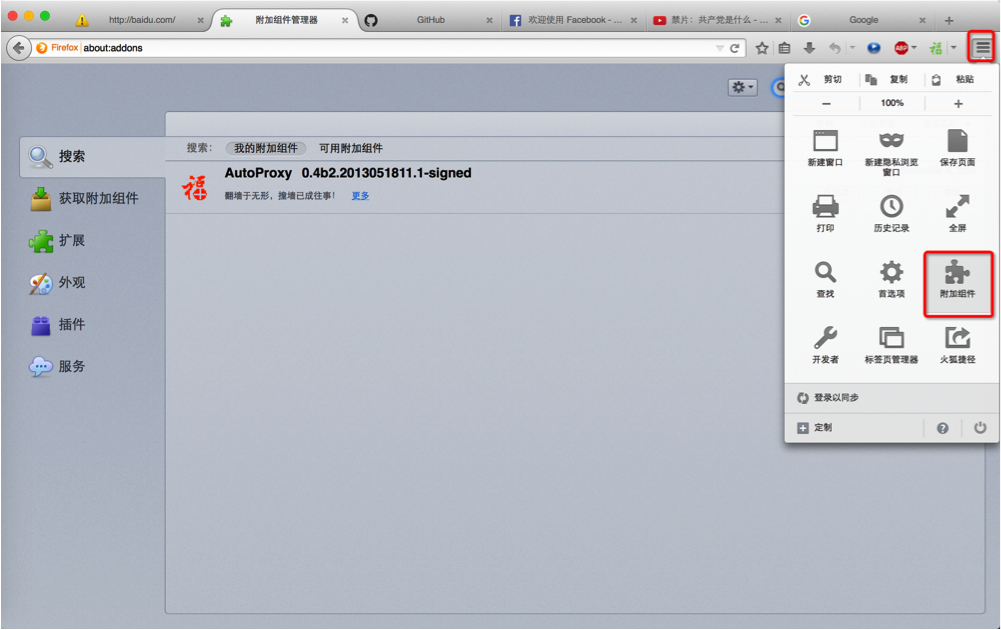 http://baidu.com/
附加组件管理器
GitHub
欢迎使用 Facebook - ...
禁片：共产党是什么 - ...
Google
Firefox about:addons
ABP
福
剪切
复制
粘贴
100%
新建窗口
新建隐私浏览
窗口
保存页面
打印
历史记录
全屏
查找
首选项
附加组件
开发者
标签页管理器
火狐捷径
登录以同步
定制
搜索
获取附加组件
扩展
外观
插件
服务
搜索： 我的附加组件 可用附加组件
福
AutoProxy 0.4b2.2013051811.1-signed
翻墙于无形，撞墙已成往事！ 更多